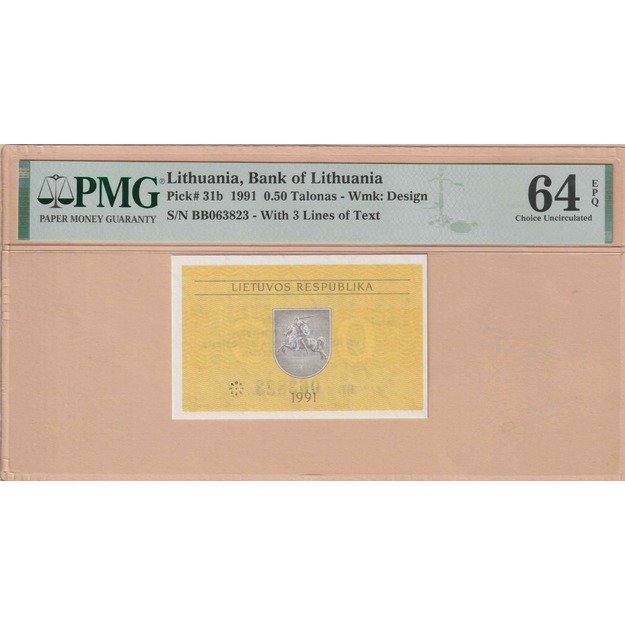 PMG
PAPER MONEY GUARANTY
Lithuania, Bank of Lithuania
Pick# 31b 1991 0.50 Talonas - Wmk: Design
S/N BB063823 - With 3 Lines of Text
64
EPQ
Choice Uncirculated
LIETUVOS RESPUBLIKA
1991